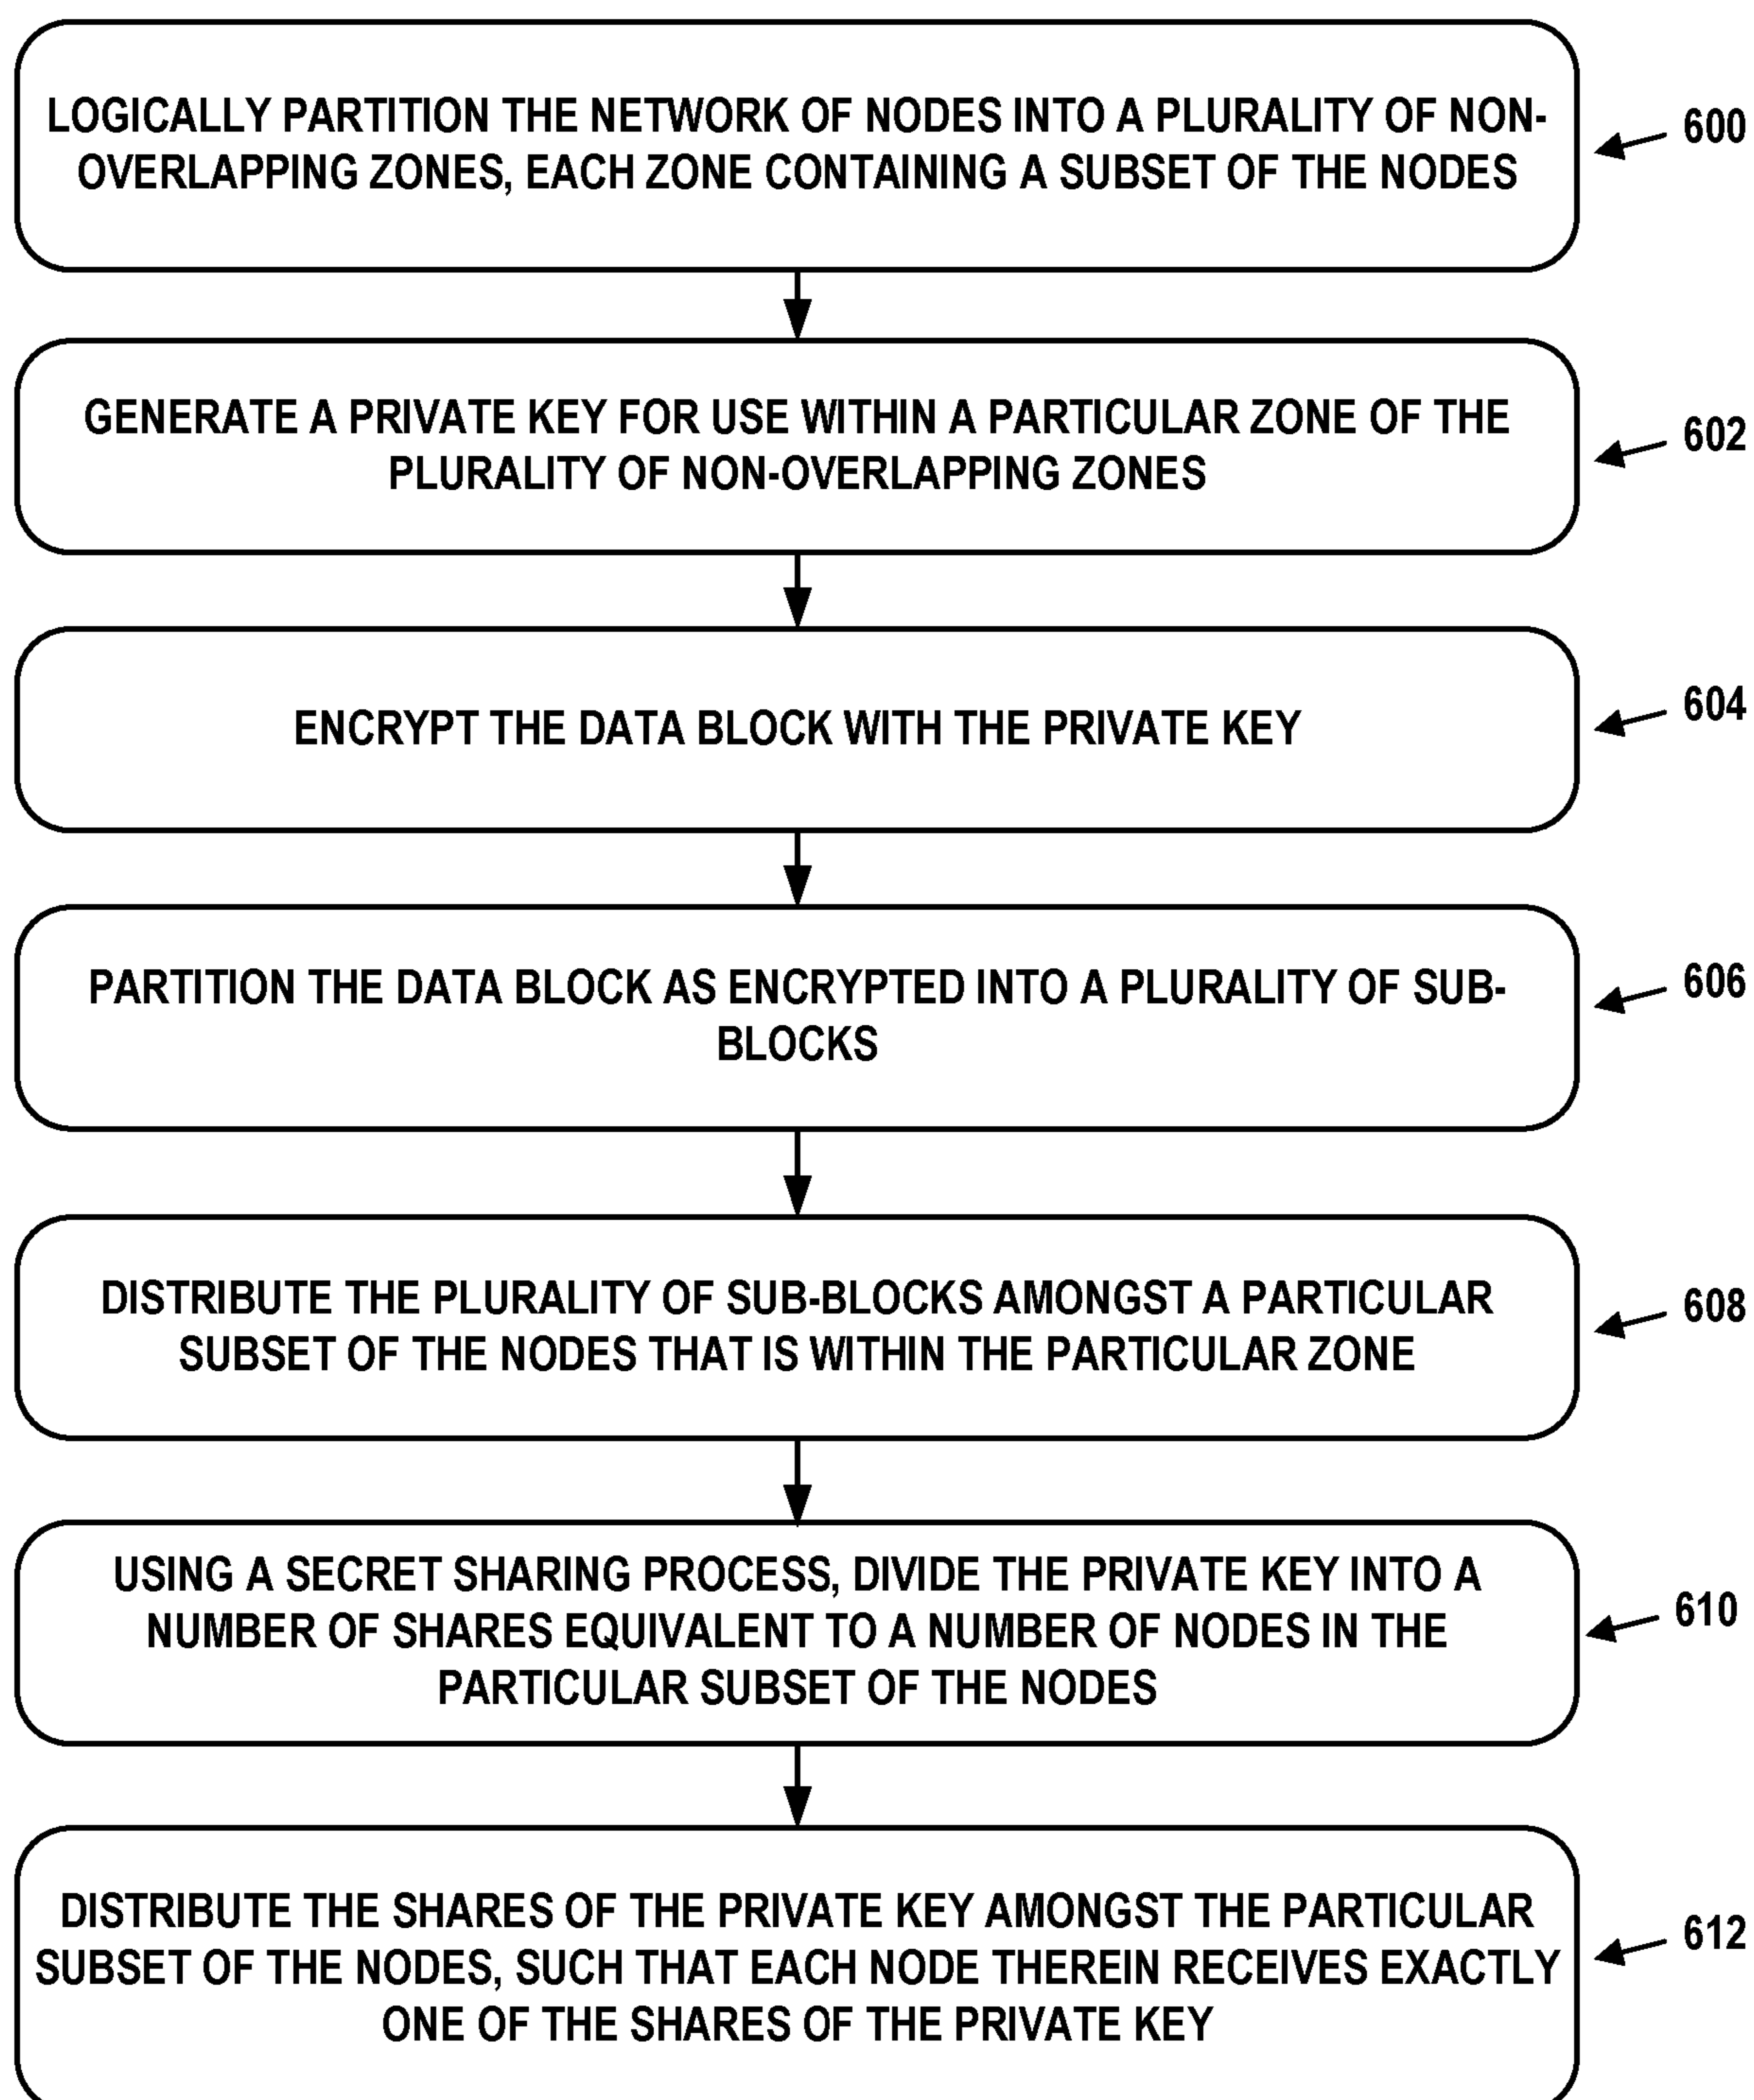 LOGICALLY PARTITION THE NETWORK OF NODES INTO A PLURALITY OF NON-
OVERLAPPING ZONES, EACH ZONE CONTAINING A SUBSET OF THE NODES
600
GENERATE A PRIVATE KEY FOR USE WITHIN A PARTICULAR ZONE OF THE
PLURALITY OF NON-OVERLAPPING ZONES
602
ENCRYPT THE DATA BLOCK WITH THE PRIVATE KEY
604
PARTITION THE DATA BLOCK AS ENCRYPTED INTO A PLURALITY OF SUB-
BLOCKS
606
DISTRIBUTE THE PLURALITY OF SUB-BLOCKS AMONGST A PARTICULAR
SUBSET OF THE NODES THAT IS WITHIN THE PARTICULAR ZONE
608
USING A SECRET SHARING PROCESS, DIVIDE THE PRIVATE KEY INTO A
NUMBER OF SHARES EQUIVALENT TO A NUMBER OF NODES IN THE
PARTICULAR SUBSET OF THE NODES
610
DISTRIBUTE THE SHARES OF THE PRIVATE KEY AMONGST THE PARTICULAR
SUBSET OF THE NODES, SUCH THAT EACH NODE THEREIN RECEIVES EXACTLY
ONE OF THE SHARES OF THE PRIVATE KEY
612